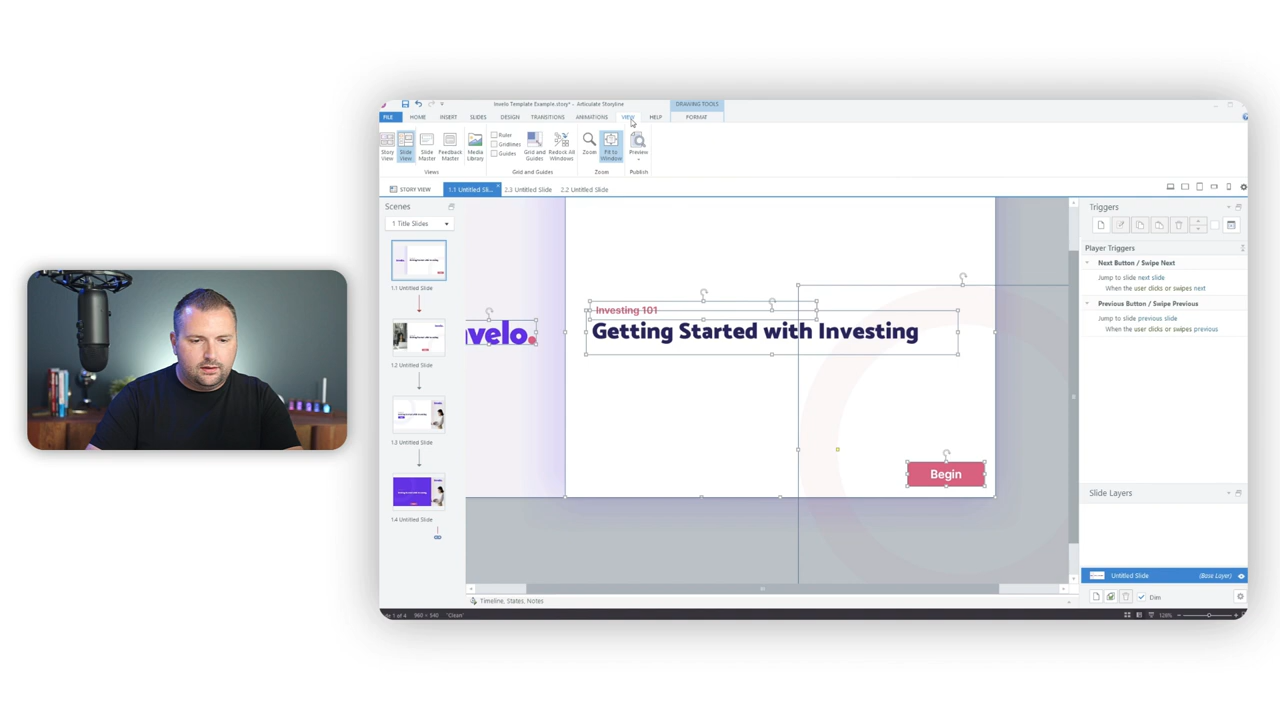 Invelo Template Example.story* - Articulate Storyline
DRAWING TOOLS
FILE HOME INSERT SLIDES DESIGN TRANSITIONS ANIMATIONS VIEW HELP FORMAT
Story View
Slide View
Slide Master
Feedback Master
Media Library
Ruler
Gridlines
Guides
Grid and Guides
Redock All Windows
Zoom
Fit to Window
Preview
Views
Grid and Guides
Zoom
Publish
STORY VIEW
1.1 Untitled Sli...
2.3 Untitled Slide
2.2 Untitled Slide
Scenes
1 Title Slides
1.1 Untitled Slide
1.2 Untitled Slide
1.3 Untitled Slide
1.4 Untitled Slide
velo.
Investing 101
Getting Started with Investing
Begin
Triggers
Player Triggers
Next Button / Swipe Next
Jump to slide next slide
When the user clicks or swipes next
Previous Button / Swipe Previous
Jump to slide previous slide
When the user clicks or swipes previous
Slide Layers
Untitled Slide
(Base Layer)
Dim
Timeline, States, Notes
1 of 4 960 × 540 "Clean"
128%